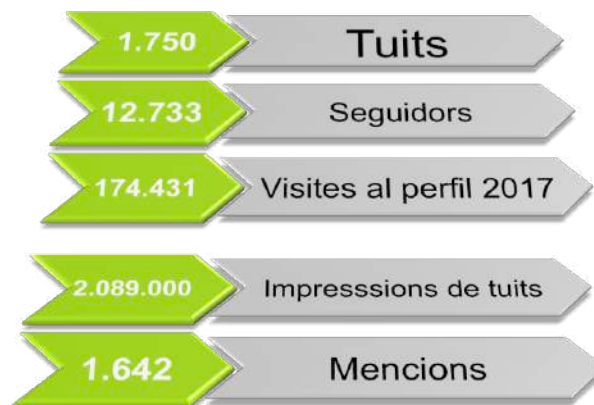 1.750 Tuits
12.733 Seguidors
174.431 Visites al perfil 2017
2.089.000 Impresssions de tuits
1.642 Mencions